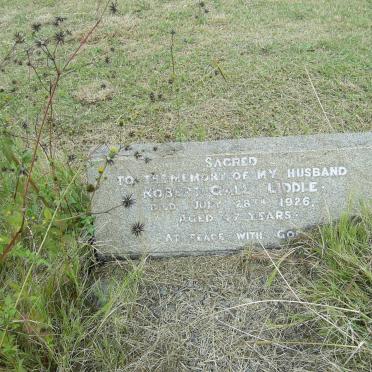 SACRED
TO THE MEMORY OF MY HUSBAND
ROBERT GALL LIDDLE.
DIED JULY 28TH 1926,
AGED 47 YEARS.
AT PEACE WITH GOD